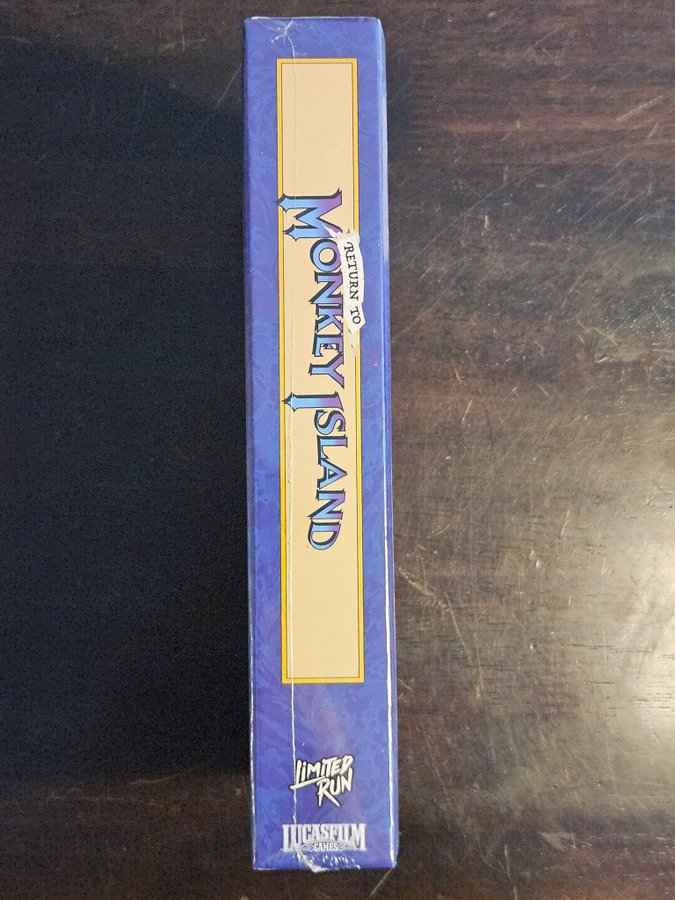 RETURN TO
MONKEY ISLAND
LIMITED
RUN
LUCASFILM
GAMES